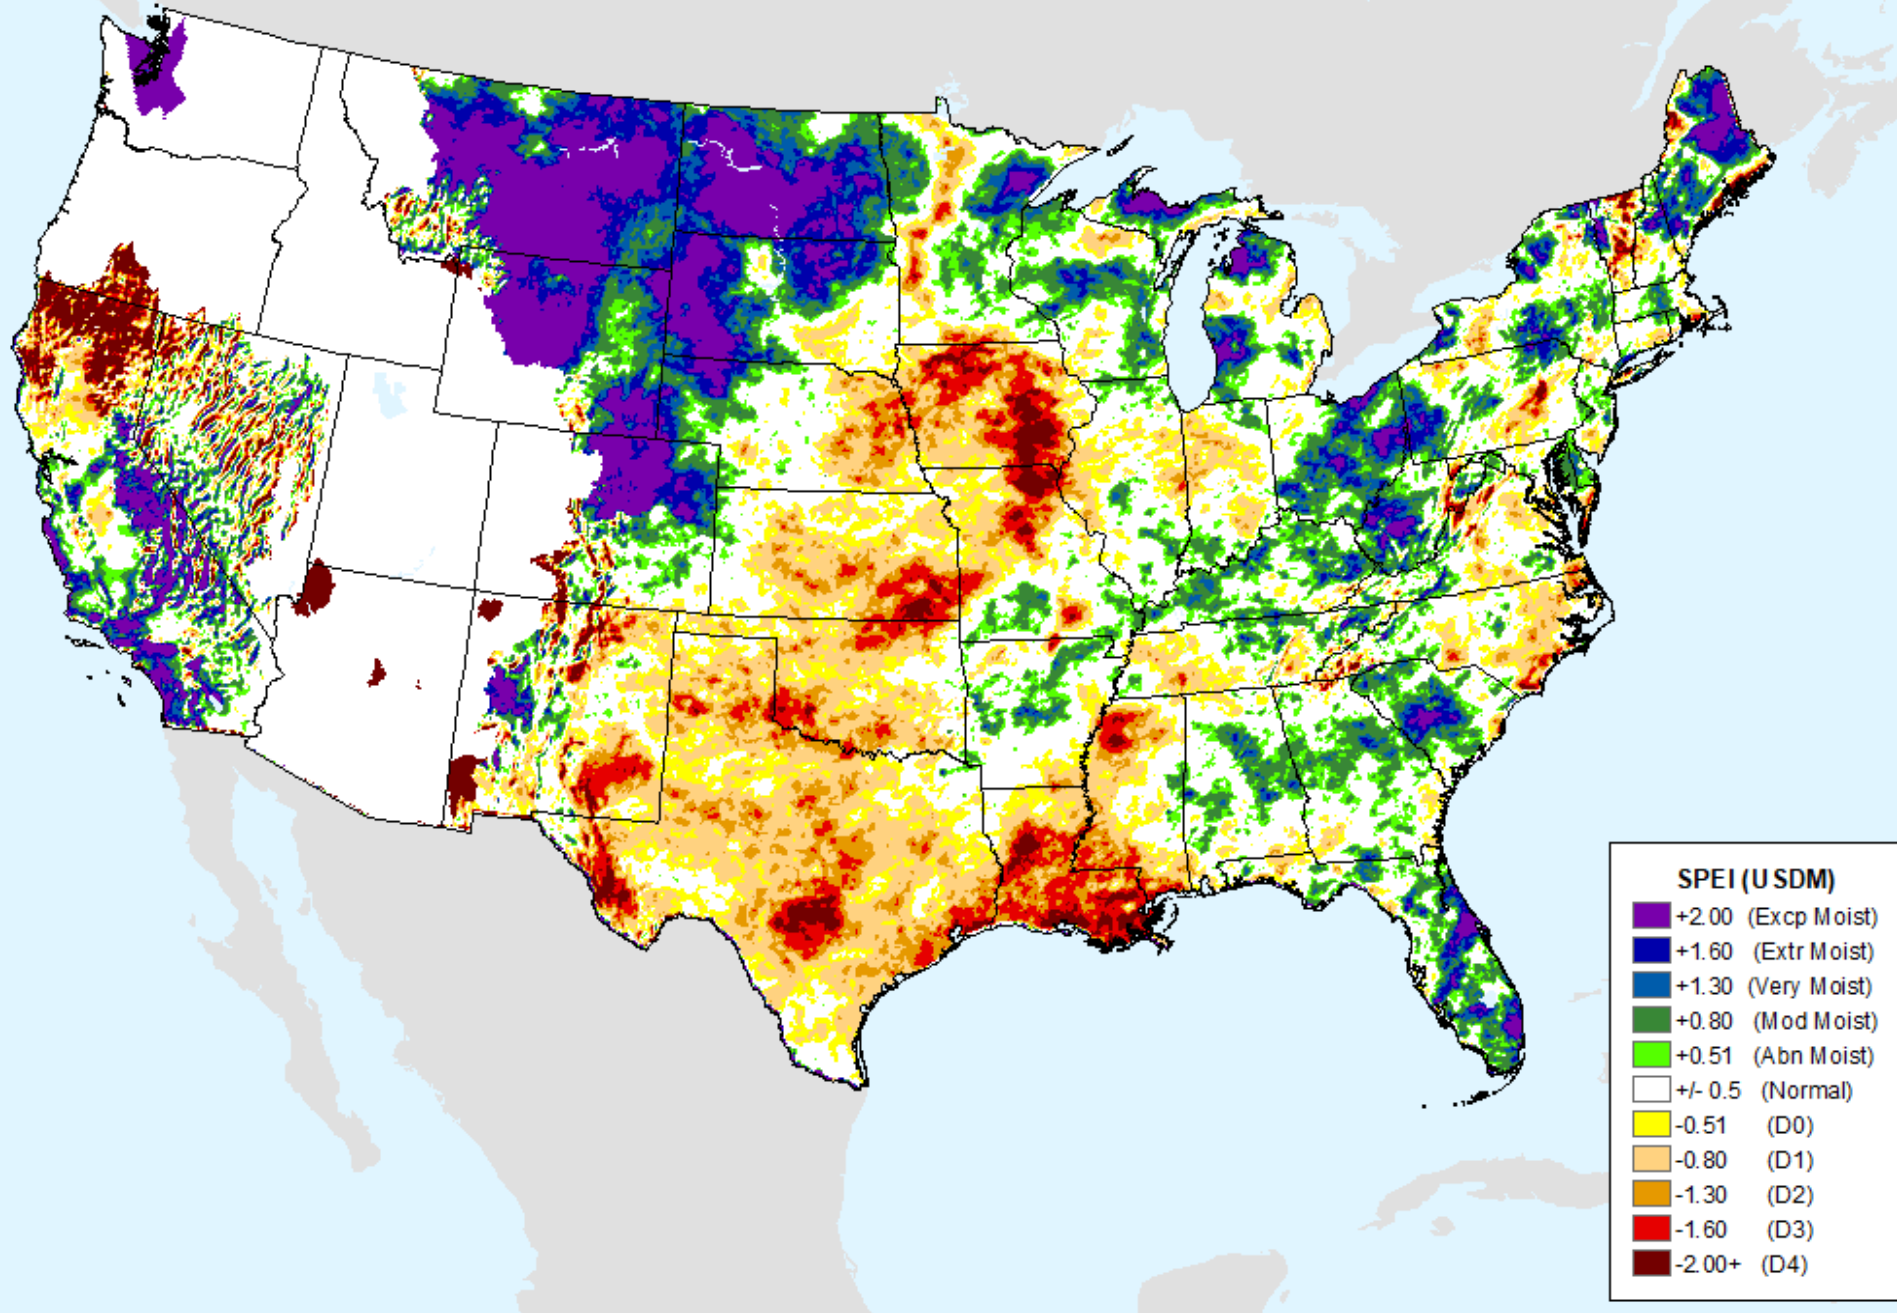 SPEI (USDM)
+2.00 (Excp Moist)
+1.60 (Extr Moist)
+1.30 (Very Moist)
+0.80 (Mod Moist)
+0.51 (Abn Moist)
+/- 0.5 (Normal)
-0.51 (D0)
-0.80 (D1)
-1.30 (D2)
-1.60 (D3)
-2.00+ (D4)